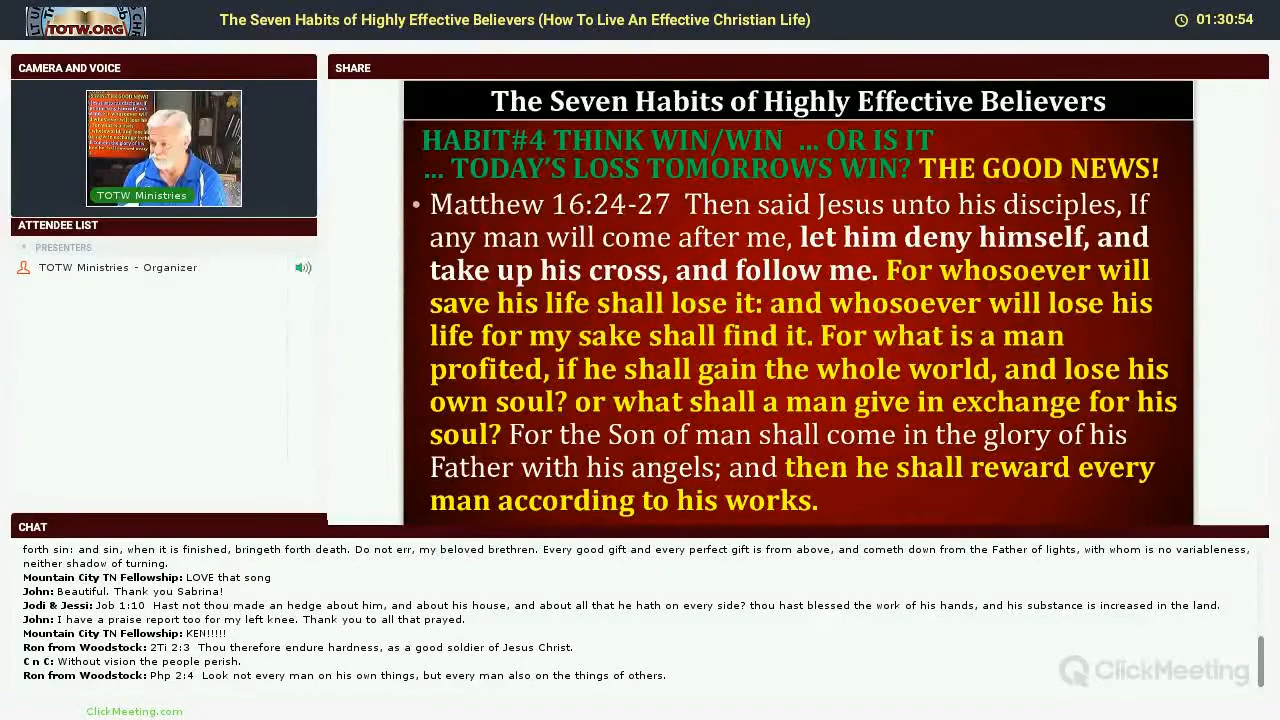 TOTW.ORG
The Seven Habits of Highly Effective Believers (How To Live An Effective Christian Life)
01:30:54
CAMERA AND VOICE
TOTW Ministries
ATTENDEE LIST
PRESENTERS
TOTW Ministries - Organizer
SHARE
The Seven Habits of Highly Effective Believers
HABIT#4 THINK WIN/WIN ... OR IS IT
... TODAY'S LOSS TOMORROWS WIN? THE GOOD NEWS!
• Matthew 16:24-27 Then said Jesus unto his disciples, If
any man will come after me, let him deny himself, and
take up his cross, and follow me. For whosoever will
save his life shall lose it: and whosoever will lose his
life for my sake shall find it. For what is a man
profited, if he shall gain the whole world, and lose his
own soul? or what shall a man give in exchange for his
soul? For the Son of man shall come in the glory of his
Father with his angels; and then he shall reward every
man according to his works.
CHAT
forth sin: and sin, when it is finished, bringeth forth death. Do not err, my beloved brethren. Every good gift and every perfect gift is from above, and cometh down from the Father of lights, with whom is no variableness,
neither shadow of turning.
Mountain City TN Fellowship: LOVE that song
John: Beautiful. Thank you Sabrina!
Jodi & Jessi: Job 1:10 Hast not thou made an hedge about him, and about his house, and about all that he hath on every side? thou hast blessed the work of his hands, and his substance is increased in the land.
John: I have a praise report too for my left knee. Thank you to all that prayed.
Mountain City TN Fellowship: KEN!!!!!
Ron from Woodstock: 2Ti 2:3 Thou therefore endure hardness, as a good soldier of Jesus Christ.
C n C: Without vision the people perish.
Ron from Woodstock: Php 2:4 Look not every man on his own things, but every man also on the things of others.
ClickMeeting
ClickMeeting.com